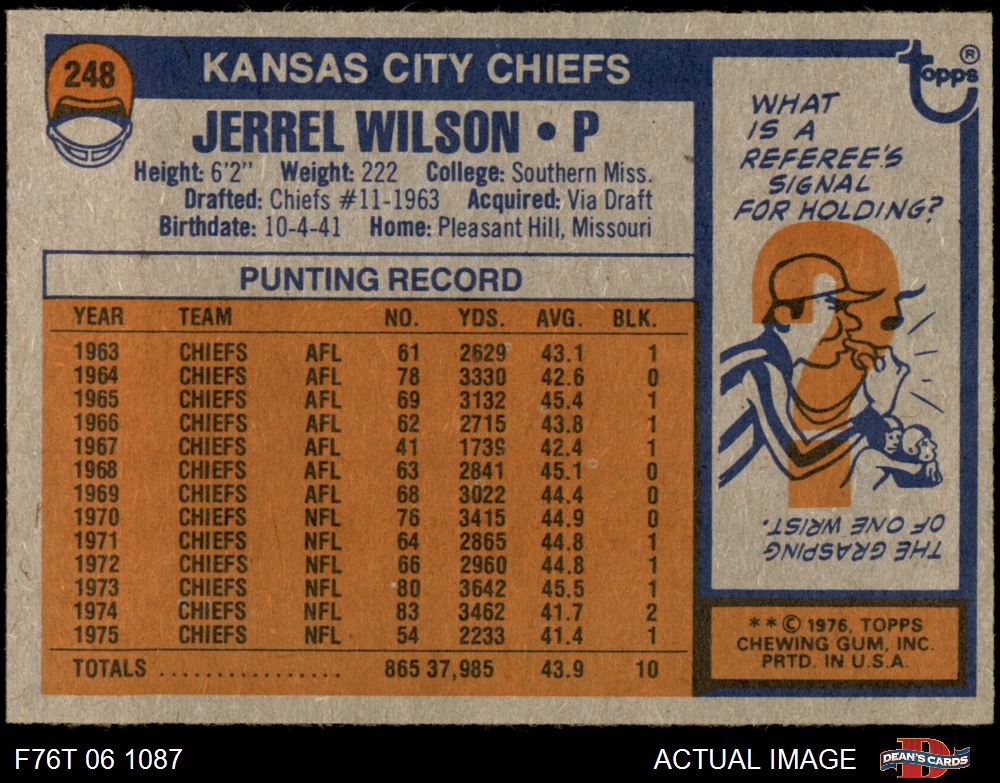 248
KANSAS CITY CHIEFS
JERREL WILSON • P
Height: 6'2" Weight: 222 College: Southern Miss.
Drafted: Chiefs #11-1963 Acquired: Via Draft
Birthdate: 10-4-41 Home: Pleasant Hill, Missouri
PUNTING RECORD
YEAR TEAM NO. YDS. AVG. BLK.
1963 CHIEFS AFL 61 2629 43.1 1
1964 CHIEFS AFL 78 3330 42.6 0
1965 CHIEFS AFL 69 3132 45.4 1
1966 CHIEFS AFL 62 2715 43.8 1
1967 CHIEFS AFL 41 1739 42.4 1
1968 CHIEFS AFL 63 2841 45.1 0
1969 CHIEFS AFL 68 3022 44.4 0
1970 CHIEFS NFL 76 3415 44.9 0
1971 CHIEFS NFL 64 2865 44.8 1
1972 CHIEFS NFL 66 2960 44.8 1
1973 CHIEFS NFL 80 3642 45.5 1
1974 CHIEFS NFL 83 3462 41.7 2
1975 CHIEFS NFL 54 2233 41.4 1
TOTALS ................ 865 37,985 43.9 10
topps ®
WHAT
IS A
REFEREE'S
SIGNAL
FOR HOLDING?
?
THE GRASPING
OF ONE WRIST.
* * © 1976, TOPPS
CHEWING GUM, INC.
PRTD. IN U.S.A.
F76T 06 1087
ACTUAL IMAGE
D
DEAN'S CARDS